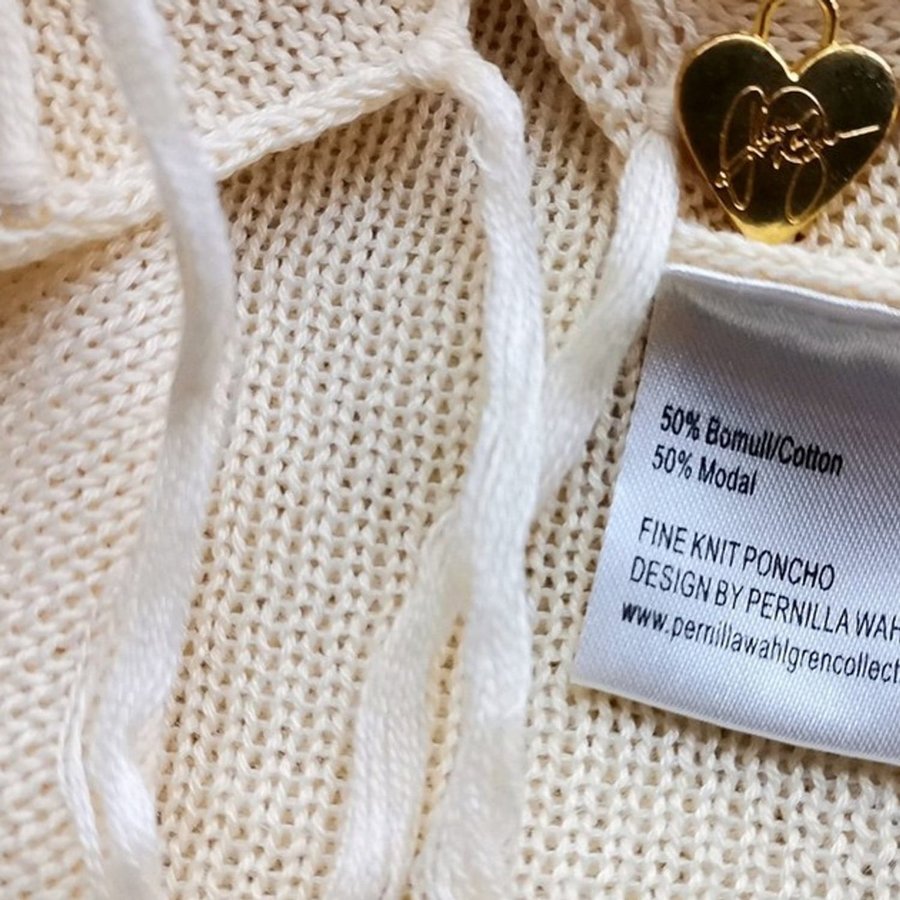 50% Bomull/Cotton
50% Modal
FINE KNIT PONCHO
DESIGN BY PERNILLA WAH
www.pernillawahlgrencollect